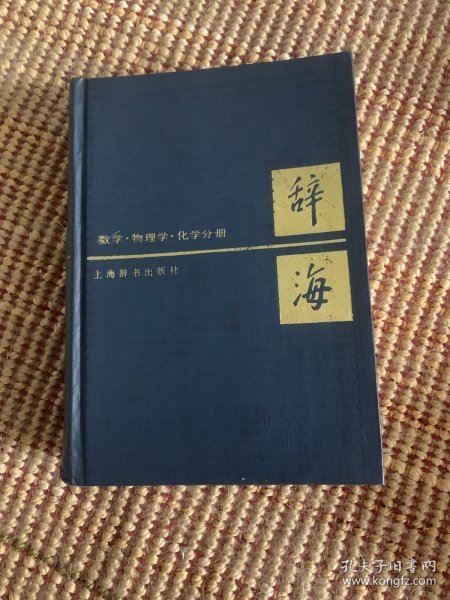 辞
海
数学·物理学·化学分册
上海辞书出版社
孔夫子旧书网
www.kongfz.com